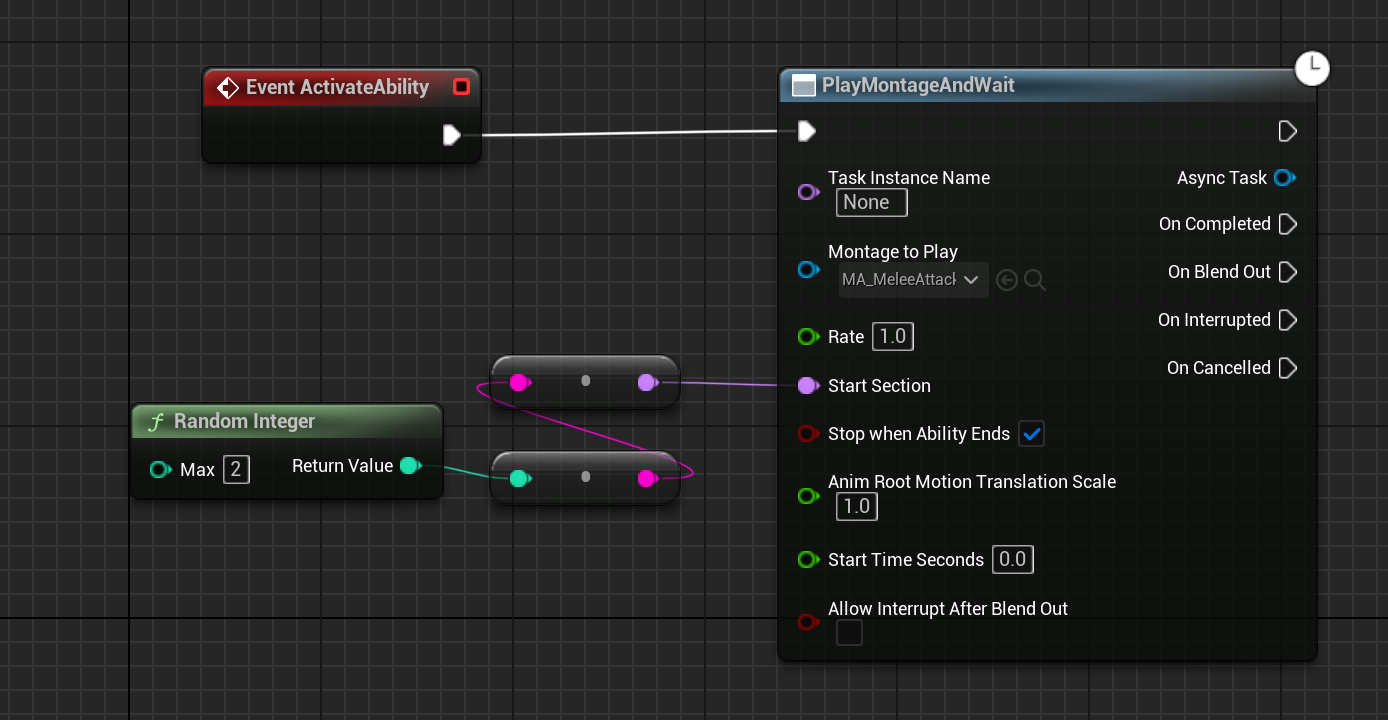 Event ActivateAbility
PlayMontageAndWait
Task Instance Name
None
Async Task
On Completed
Montage to Play
MA_MeleeAttack
On Blend Out
On Interrupted
Rate 1.0
On Cancelled
Start Section
Random Integer
Max 2
Return Value
Stop when Ability Ends
Anim Root Motion Translation Scale
1.0
Start Time Seconds 0.0
Allow Interrupt After Blend Out